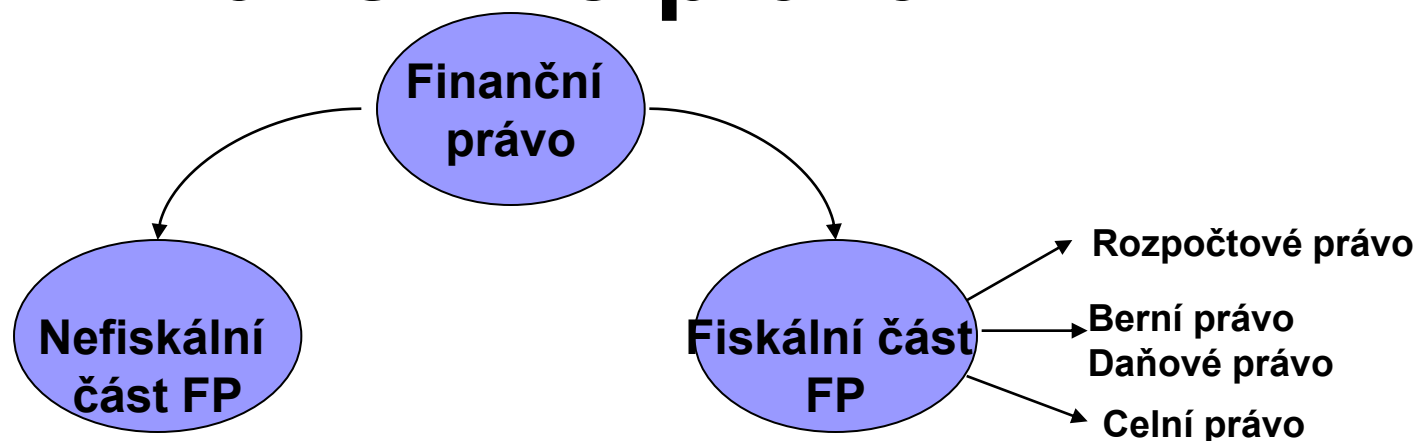 Finanční
právo
Nefiskální
část FP
Fiskální část
FP
Rozpočtové právo
Berní právo
Daňové právo
Celní právo